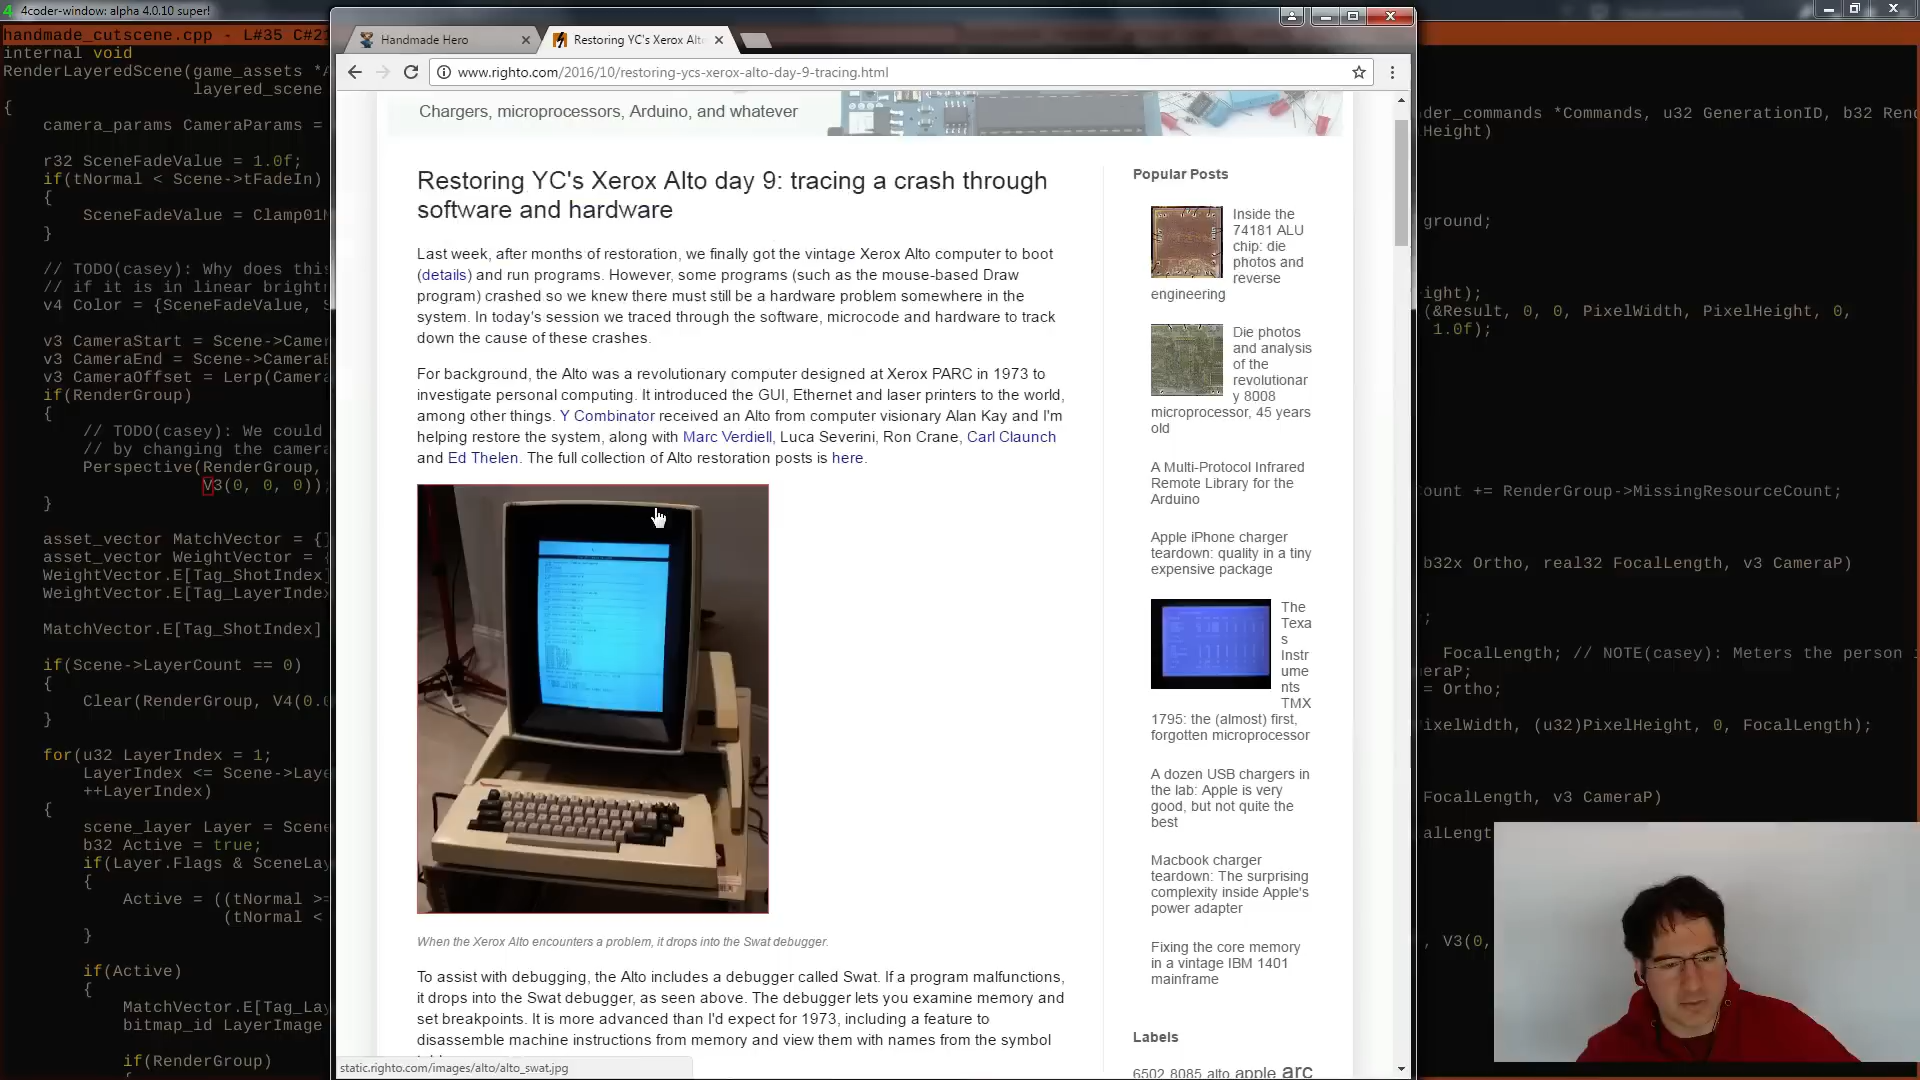 4coder-window: alpha 4.0.10 super!
handmade_cutscene.cpp - L#35 C#21
internal void
RenderLayeredScene(game_assets *
layered_scene
{
camera_params CameraParams =
r32 SceneFadeValue = 1.0f;
if(tNormal < Scene->tFadeIn)
{
SceneFadeValue = Clamp01
}
// TODO(casey): Why does this
// if it is in linear bright
v4 Color = {SceneFadeValue,
v3 CameraStart = Scene->Camer
v3 CameraEnd = Scene->CameraE
v3 CameraOffset = Lerp(Camera
if(RenderGroup)
{
// TODO(casey): We could
// by changing the camera
Perspective(RenderGroup,
V3(0, 0, 0));
}
asset_vector MatchVector = {}
asset_vector WeightVector = {
WeightVector.E[Tag_ShotIndex]
WeightVector.E[Tag_LayerIndex
MatchVector.E[Tag_ShotIndex]
if(Scene->LayerCount == 0)
{
Clear(RenderGroup, V4(0.0
}
for(u32 LayerIndex = 1;
LayerIndex <= Scene->Laye
++LayerIndex)
{
scene_layer Layer = Scene
b32 Active = true;
if(Layer.Flags & SceneLay
{
Active = ((tNormal >=
(tNormal <
}
if(Active)
{
MatchVector.E[Tag_Lay
bitmap_id LayerImage
if(RenderGroup)
{
Handmade Hero
Restoring YC's Xerox Alt
www.righto.com/2016/10/restoring-ycs-xerox-alto-day-9-tracing.html
Chargers, microprocessors, Arduino, and whatever
Restoring YC's Xerox Alto day 9: tracing a crash through
software and hardware
Last week, after months of restoration, we finally got the vintage Xerox Alto computer to boot
(details) and run programs. However, some programs (such as the mouse-based Draw
program) crashed so we knew there must still be a hardware problem somewhere in the
system. In today's session we traced through the software, microcode and hardware to track
down the cause of these crashes.
For background, the Alto was a revolutionary computer designed at Xerox PARC in 1973 to
investigate personal computing. It introduced the GUI, Ethernet and laser printers to the world,
among other things. Y Combinator received an Alto from computer visionary Alan Kay and I'm
helping restore the system, along with Marc Verdiell, Luca Severini, Ron Crane, Carl Claunch
and Ed Thelen. The full collection of Alto restoration posts is here.
When the Xerox Alto encounters a problem, it drops into the Swat debugger.
To assist with debugging, the Alto includes a debugger called Swat. If a program malfunctions,
it drops into the Swat debugger, as seen above. The debugger lets you examine memory and
set breakpoints. It is more advanced than I'd expect for 1973, including a feature to
disassemble machine instructions from memory and view them with names from the symbol
static.righto.com/images/alto/alto_swat.jpg
Popular Posts
Inside the
74181 ALU
chip: die
photos and
reverse
engineering
Die photos
and analysis
of the
revolutionar
y 8008
microprocessor, 45 years
old
A Multi-Protocol Infrared
Remote Library for the
Arduino
Apple iPhone charger
teardown: quality in a tiny
expensive package
The
Texa
s
Instr
ume
nts
TMX
1795: the (almost) first,
forgotten microprocessor
A dozen USB chargers in
the lab: Apple is very
good, but not quite the
best
Macbook charger
teardown: The surprising
complexity inside Apple's
power adapter
Fixing the core memory
in a vintage IBM 1401
mainframe
Labels
6502 8085 alto apple arc
der_commands *Commands, u32 GenerationID, b32 Rend
Height)
ground;
ight);
(&Result, 0, 0, PixelWidth, PixelHeight, 0,
1.0f);
ount += RenderGroup->MissingResourceCount;
b32x Ortho, real32 FocalLength, v3 CameraP)
;
FocalLength; // NOTE(casey): Meters the person i
eraP;
= Ortho;
ixelWidth, (u32)PixelHeight, 0, FocalLength);
FocalLength, v3 CameraP)
alLengt
, V3(0,